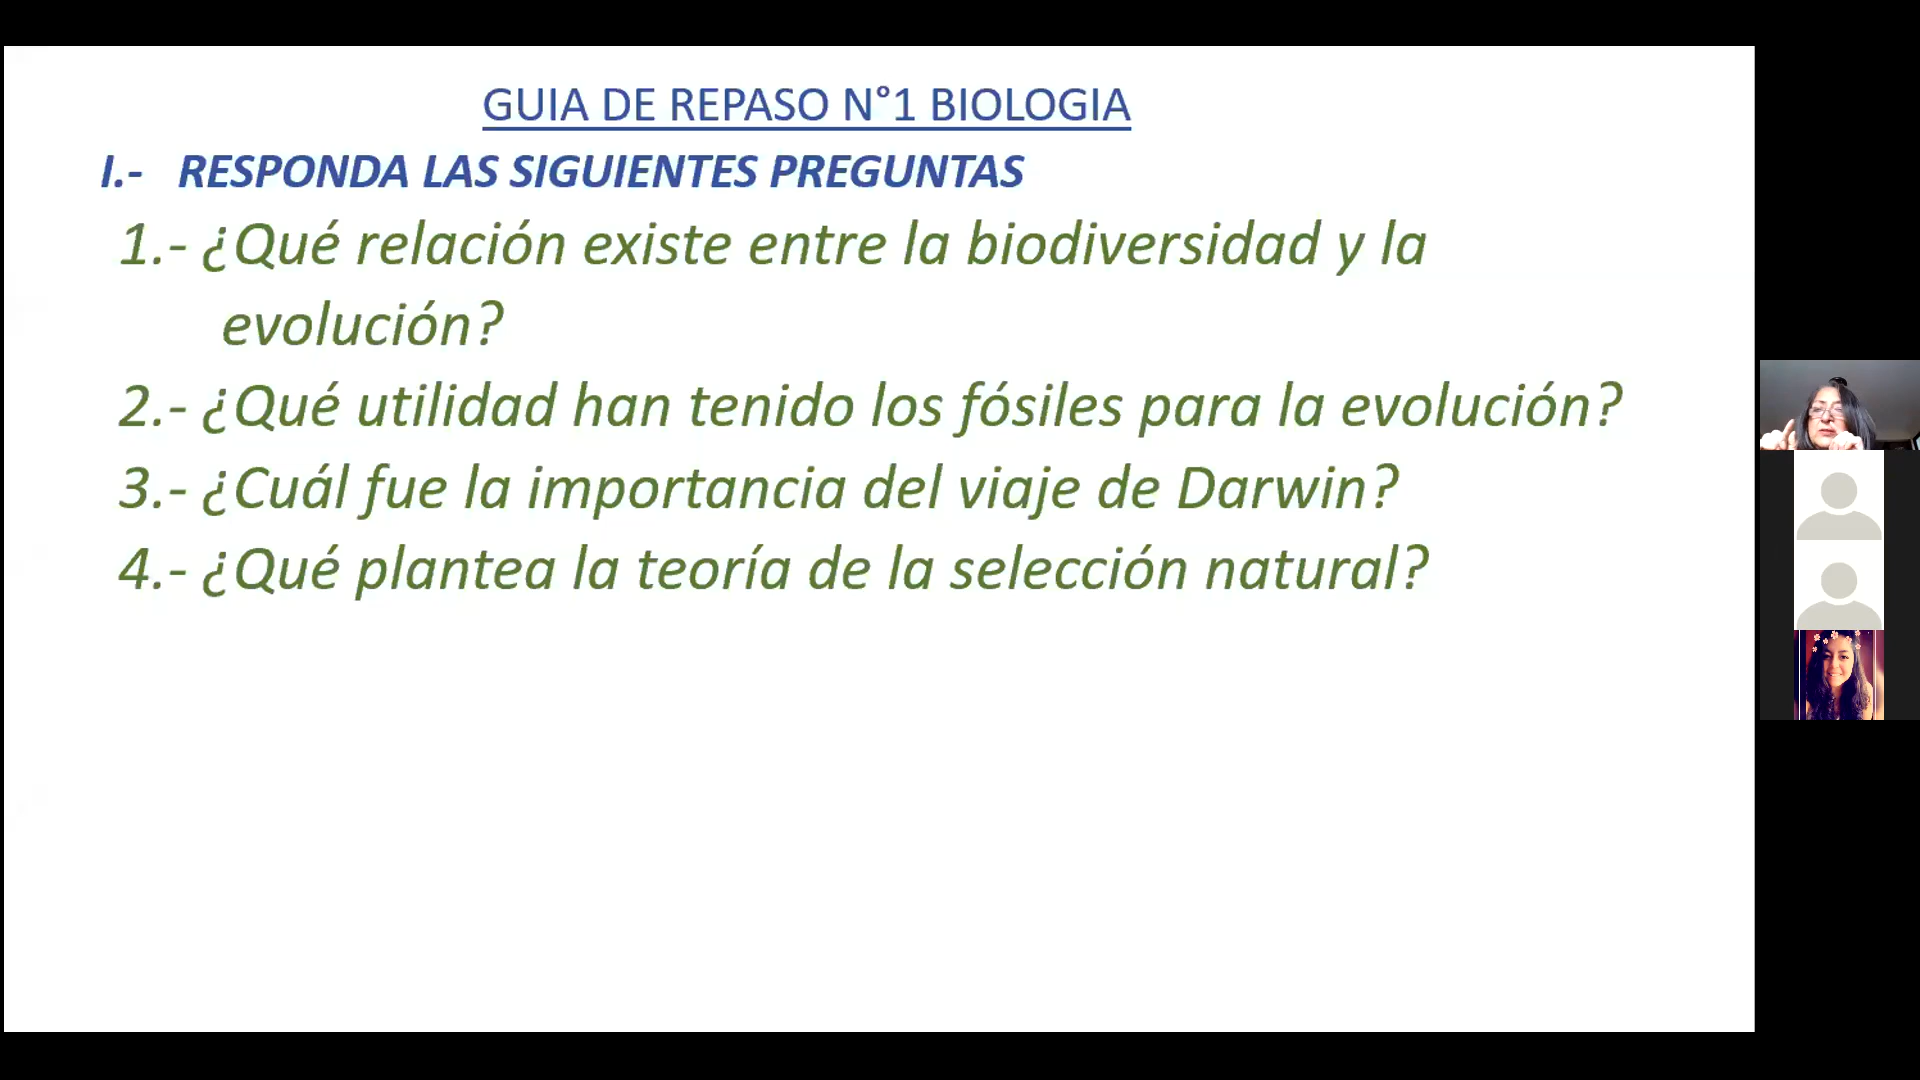 GUIA DE REPASO N°1 BIOLOGIA
I.- RESPONDA LAS SIGUIENTES PREGUNTAS
1.- ¿Qué relación existe entre la biodiversidad y la
evolución?
2.- ¿Qué utilidad han tenido los fósiles para la evolución?
3.- ¿Cuál fue la importancia del viaje de Darwin?
4.- ¿Qué plantea la teoría de la selección natural?